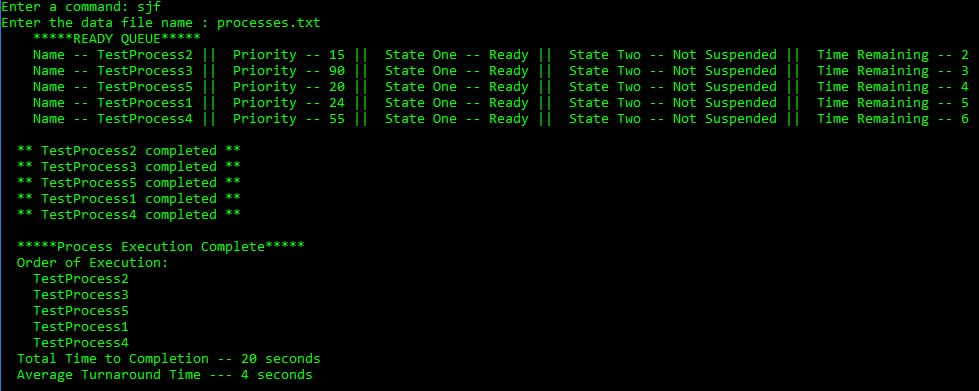 Enter a command: sjf
Enter the data file name : processes.txt
*****READY QUEUE*****
Name -- TestProcess2 ||  Priority -- 15 ||  State One -- Ready ||  State Two -- Not Suspended ||  Time Remaining -- 2
Name -- TestProcess3 ||  Priority -- 90 ||  State One -- Ready ||  State Two -- Not Suspended ||  Time Remaining -- 3
Name -- TestProcess5 ||  Priority -- 20 ||  State One -- Ready ||  State Two -- Not Suspended ||  Time Remaining -- 4
Name -- TestProcess1 ||  Priority -- 24 ||  State One -- Ready ||  State Two -- Not Suspended ||  Time Remaining -- 5
Name -- TestProcess4 ||  Priority -- 55 ||  State One -- Ready ||  State Two -- Not Suspended ||  Time Remaining -- 6
** TestProcess2 completed **
** TestProcess3 completed **
** TestProcess5 completed **
** TestProcess1 completed **
** TestProcess4 completed **
*****Process Execution Complete*****
Order of Execution:
TestProcess2
TestProcess3
TestProcess5
TestProcess1
TestProcess4
Total Time to Completion -- 20 seconds
Average Turnaround Time --- 4 seconds